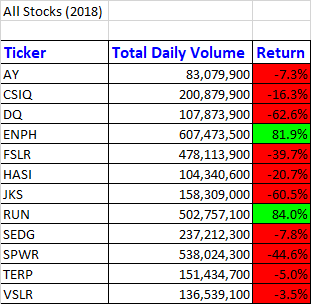 All Stocks (2018)
Ticker Total Daily Volume Return
AY 83,079,900 -7.3%
CSIQ 200,879,900 -16.3%
DQ 107,873,900 -62.6%
ENPH 607,473,500 81.9%
FSLR 478,113,900 -39.7%
HASI 104,340,600 -20.7%
JKS 158,309,000 -60.5%
RUN 502,757,100 84.0%
SEDG 237,212,300 -7.8%
SPWR 538,024,300 -44.6%
TERP 151,434,700 -5.0%
VSLR 136,539,100 -3.5%